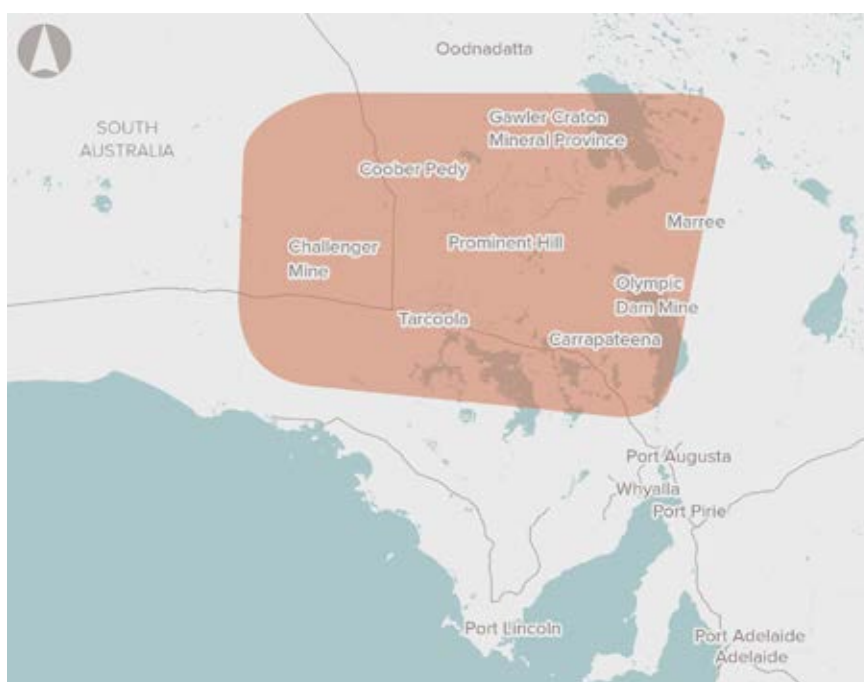 Oodnadatta
Gawler Craton
Mineral Province
SOUTH
AUSTRALIA
Coober Pedy
Marree
Challenger
Mine
Prominent Hill
Olympic
Dam Mine
Tarcoola
Carrapateena
Port Augusta
Whyalla
Port Pirie
Port Lincoln
Port Adelaide
Adelaide